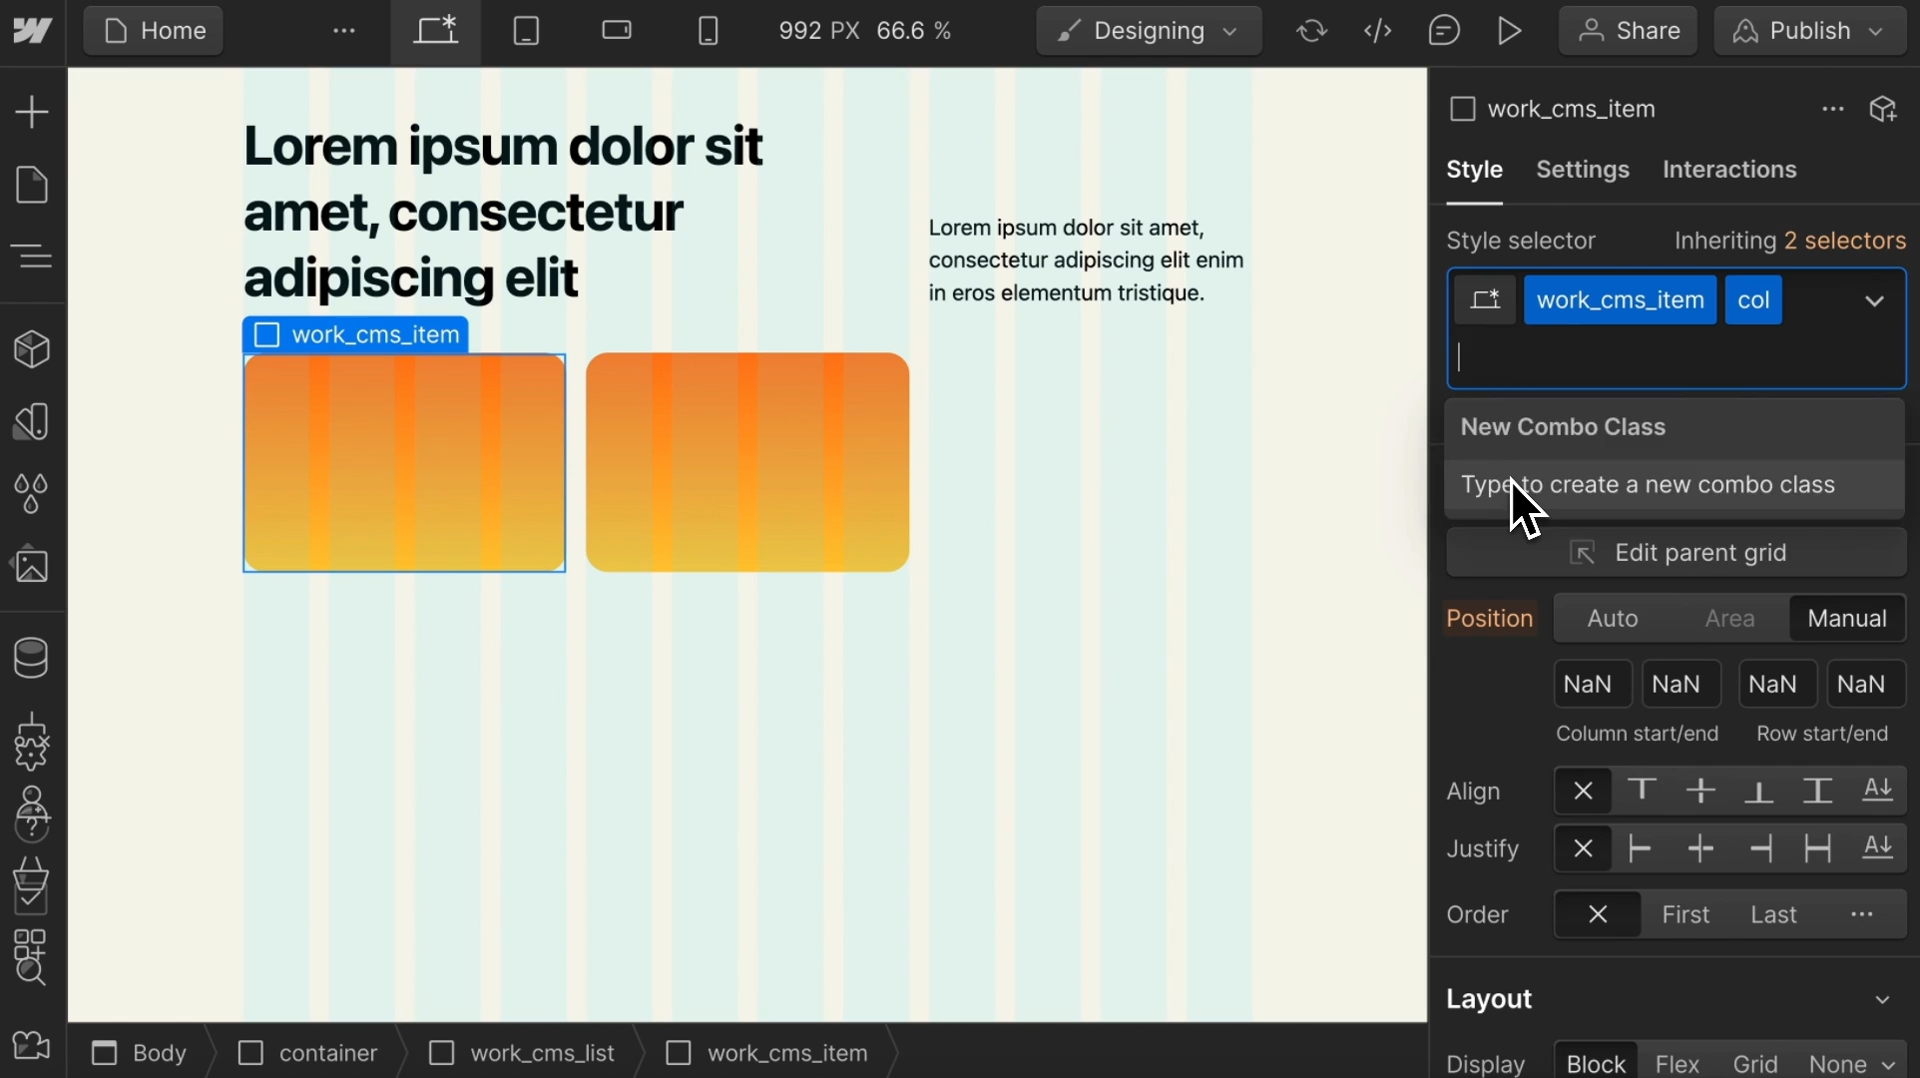 Home
992 PX 66.6 %
Designing
Share
Publish
work_cms_item
Style Settings Interactions
Style selector Inheriting 2 selectors
work_cms_item col
New Combo Class
Type to create a new combo class
Edit parent grid
Position Auto Area Manual
NaN NaN NaN NaN
Column start/end Row start/end
Align
Justify
Order First Last
Layout
Display Block Flex Grid None
Lorem ipsum dolor sit
amet, consectetur
adipiscing elit
Lorem ipsum dolor sit amet,
consectetur adipiscing elit enim
in eros elementum tristique.
work_cms_item
Body container work_cms_list work_cms_item